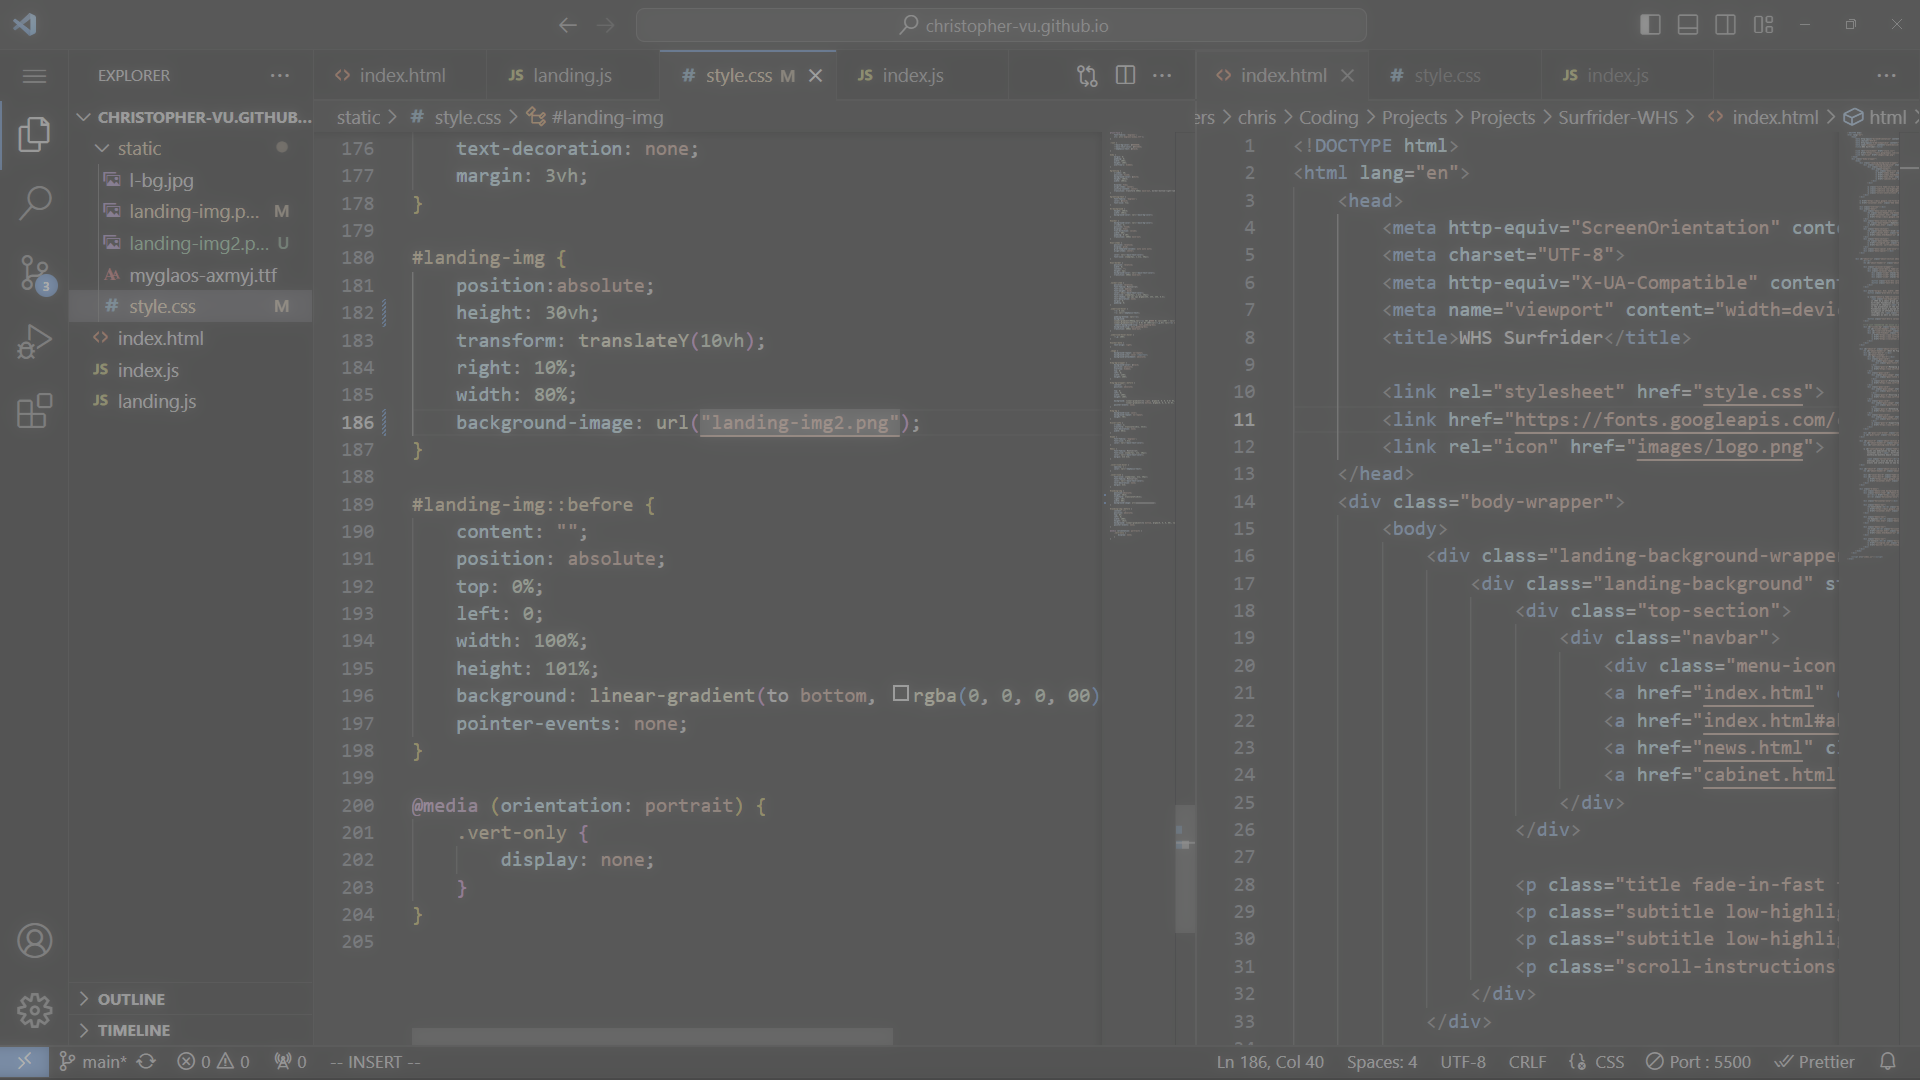 christopher-vu.github.io
EXPLORER
CHRISTOPHER-VU.GITHUB...
static
l-bg.jpg
landing-img.p... M
landing-img2.p... U
myglaos-axmyj.ttf
# style.css M
<> index.html
JS index.js
JS landing.js
OUTLINE
TIMELINE
3
<> index.html
JS landing.js
# style.css M
JS index.js
static > # style.css > #landing-img
176 text-decoration: none;
177 margin: 3vh;
178 }
179
180 #landing-img {
181 position:absolute;
182 height: 30vh;
183 transform: translateY(10vh);
184 right: 10%;
185 width: 80%;
186 background-image: url("landing-img2.png");
187 }
188
189 #landing-img::before {
190 content: "";
191 position: absolute;
192 top: 0%;
193 left: 0;
194 width: 100%;
195 height: 101%;
196 background: linear-gradient(to bottom, rgba(0, 0, 0, 00)
197 pointer-events: none;
198 }
199
200 @media (orientation: portrait) {
201 .vert-only {
202 display: none;
203 }
204 }
205
<> index.html
# style.css
JS index.js
ers > chris > Coding > Projects > Projects > Surfrider-WHS > <> index.html > html >
1 <!DOCTYPE html>
2 <html lang="en">
3 <head>
4 <meta http-equiv="ScreenOrientation" cont
5 <meta charset="UTF-8">
6 <meta http-equiv="X-UA-Compatible" conten
7 <meta name="viewport" content="width=devi
8 <title>WHS Surfrider</title>
9
10 <link rel="stylesheet" href="style.css">
11 <link href="https://fonts.googleapis.com/
12 <link rel="icon" href="images/logo.png">
13 </head>
14 <div class="body-wrapper">
15 <body>
16 <div class="landing-background-wrappe
17 <div class="landing-background" s
18 <div class="top-section">
19 <div class="navbar">
20 <div class="menu-icon
21 <a href="index.html"
22 <a href="index.html#a
23 <a href="news.html" c
24 <a href="cabinet.html
25 </div>
26 </div>
27
28 <p class="title fade-in-fast
29 <p class="subtitle low-highli
30 <p class="subtitle low-highli
31 <p class="scroll-instructions
32 </div>
33 </div>
main* 0 0 0 -- INSERT --
Ln 186, Col 40 Spaces: 4 UTF-8 CRLF CSS Port : 5500 Prettier